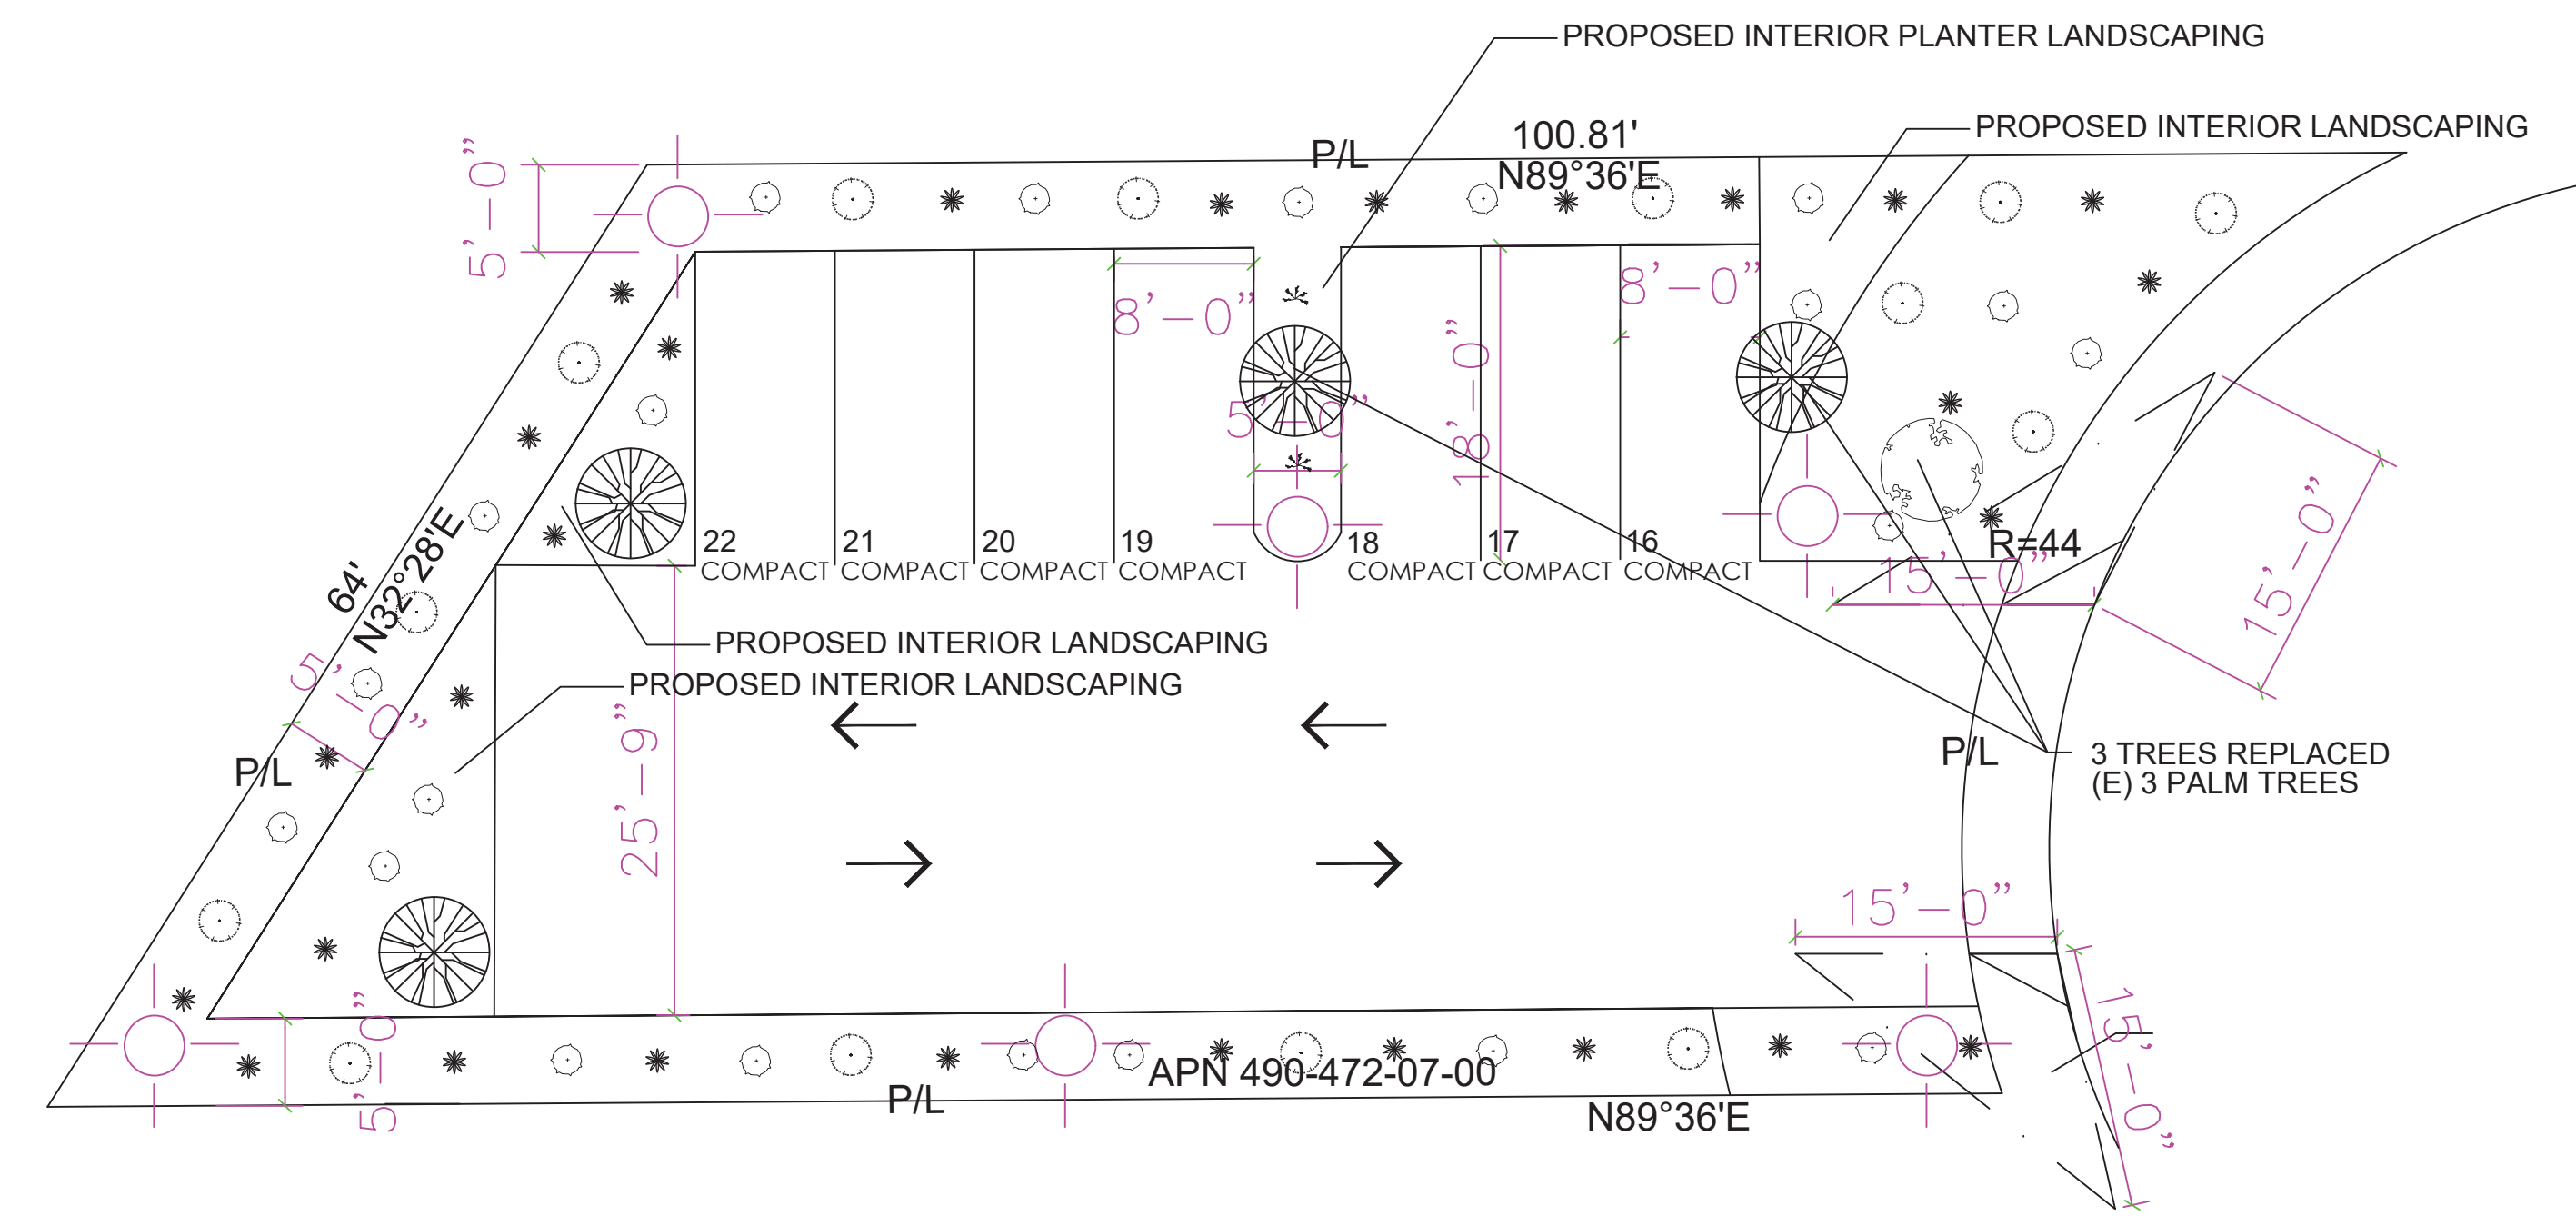 PROPOSED INTERIOR PLANTER LANDSCAPING
PROPOSED INTERIOR LANDSCAPING
100.81'
P/L
N89°36'E
5'-0"
8'-0"
8'-0"
5'-0"
18'-0"
22
21
20
19
18
17
16
COMPACT
COMPACT
COMPACT
COMPACT
COMPACT
COMPACT
COMPACT
R=44
15'-0"
15'-0"
64'
N32°28'E
PROPOSED INTERIOR LANDSCAPING
PROPOSED INTERIOR LANDSCAPING
5'-0"
P/L
25'-9"
P/L
3 TREES REPLACED
(E) 3 PALM TREES
15'-0"
15'-0"
5'-0"
APN 490-472-07-00
P/L
N89°36'E